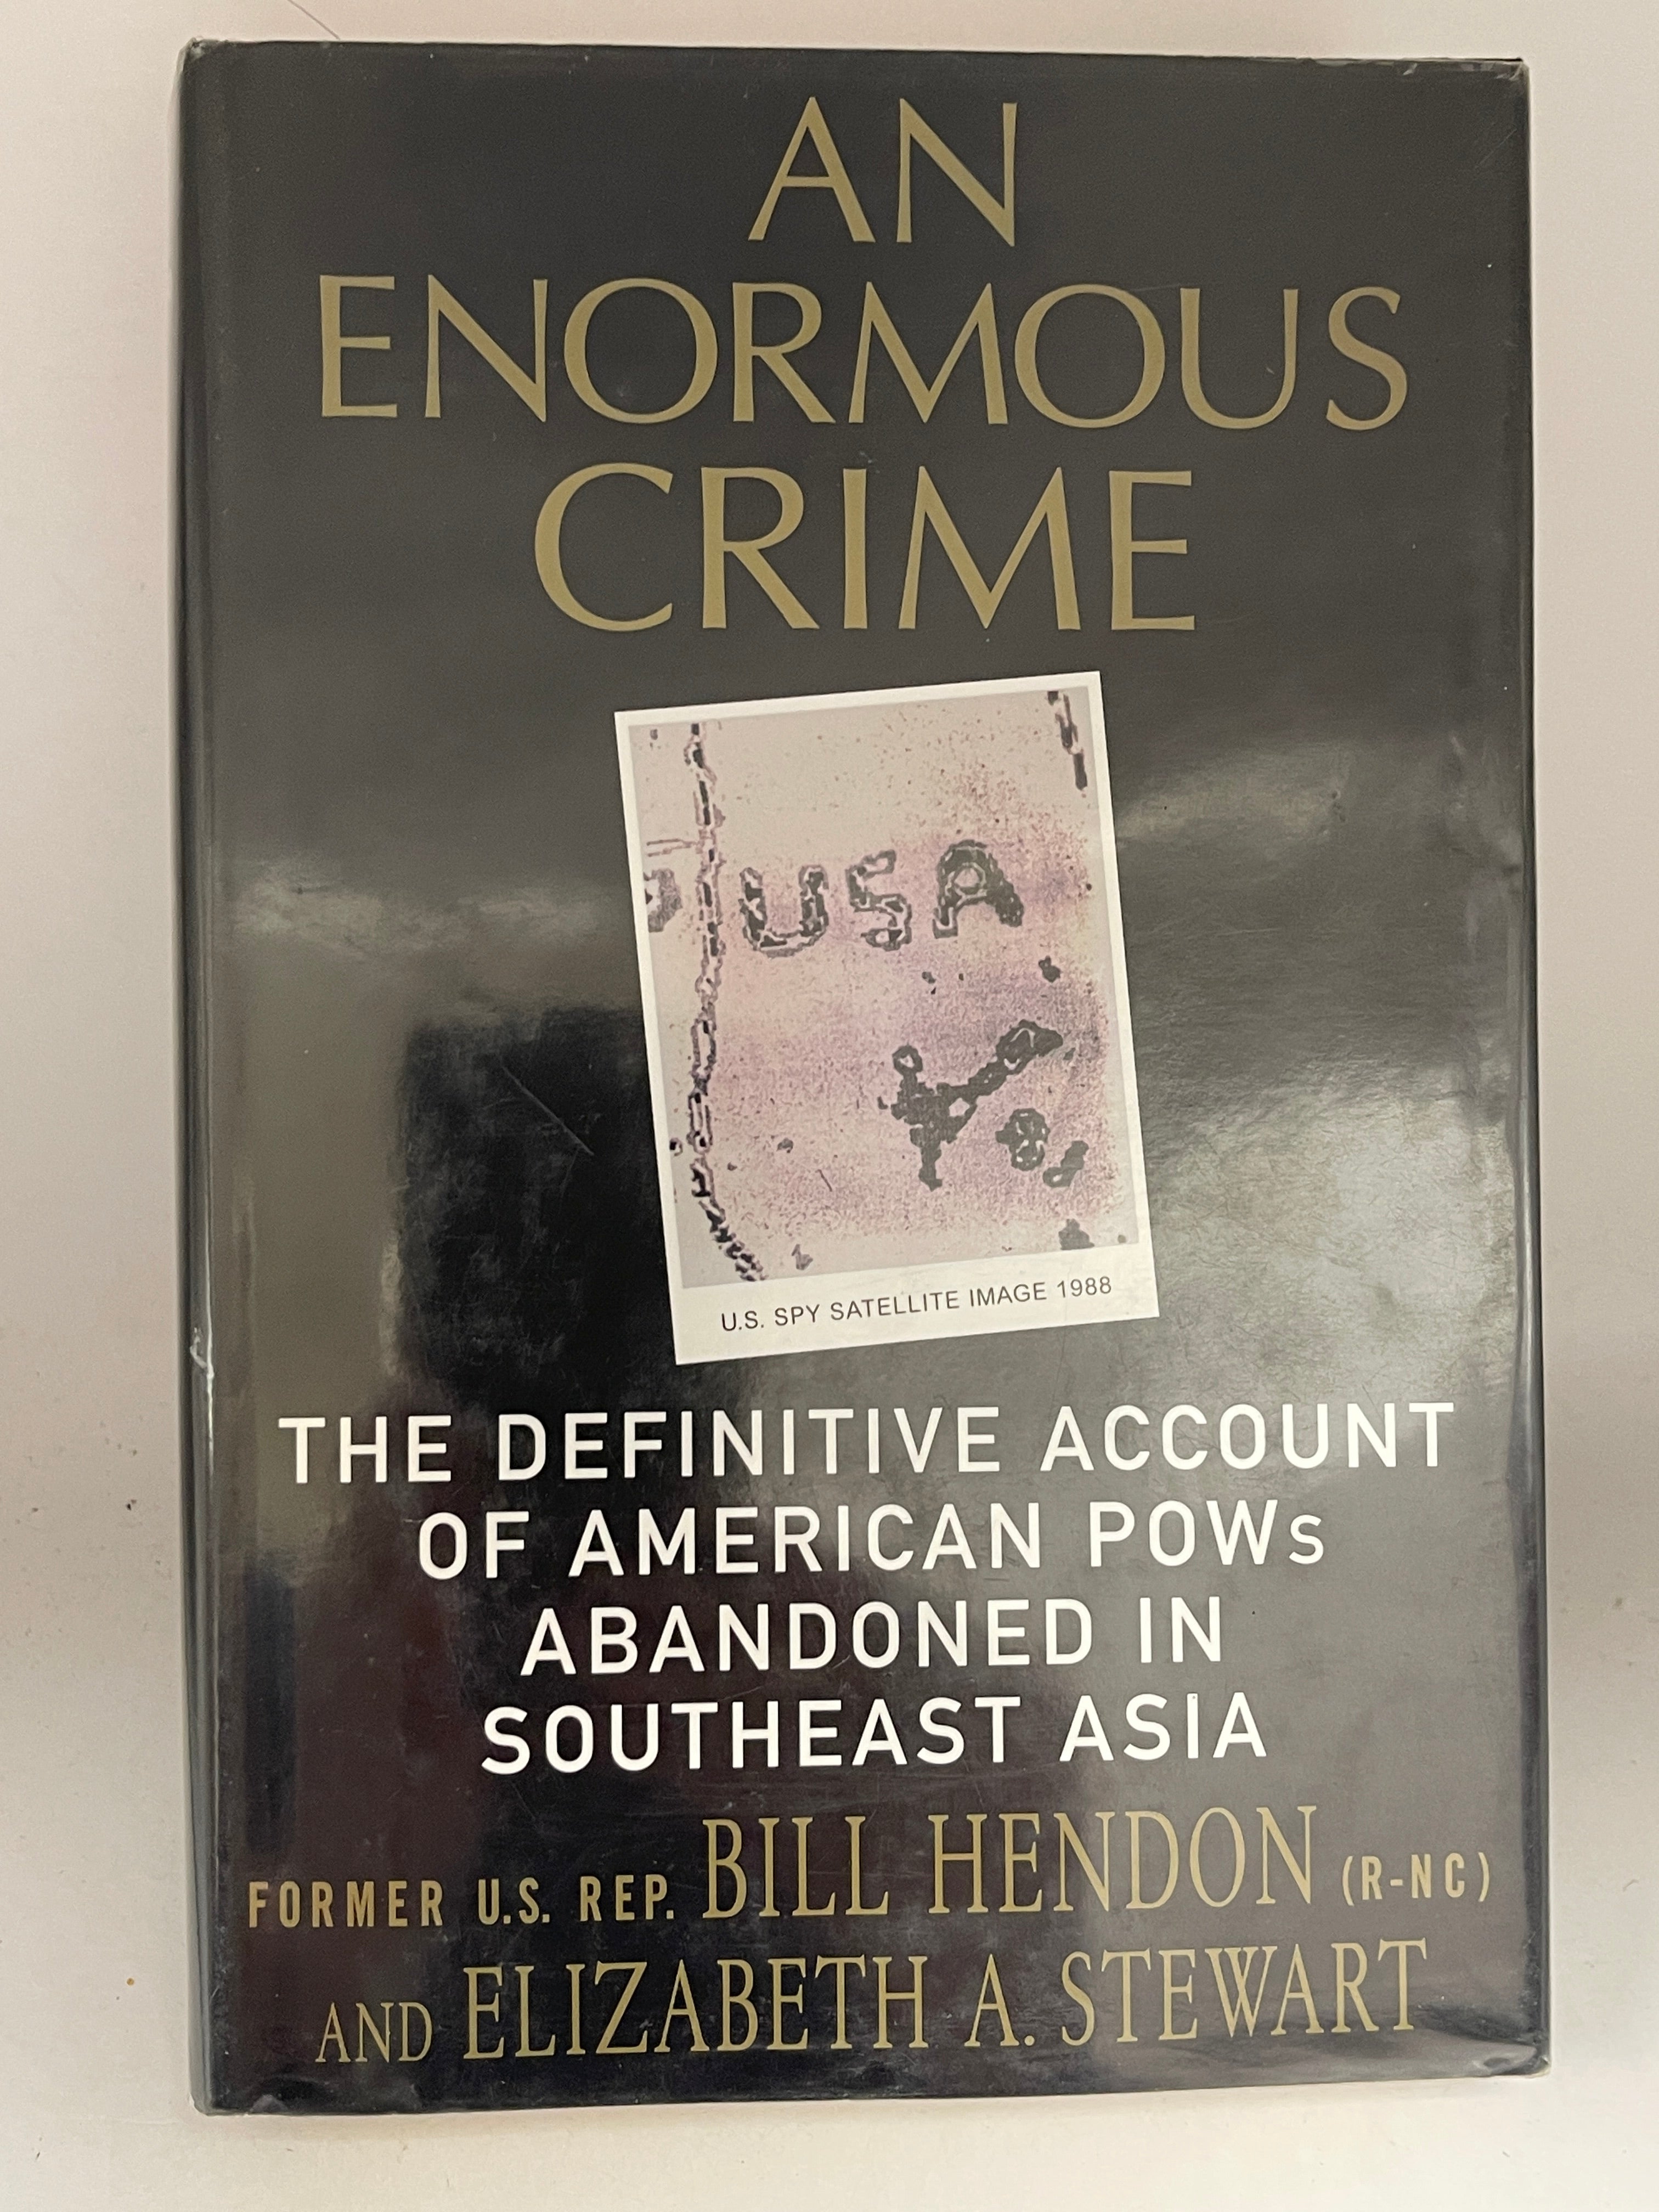 AN
ENORMOUS
CRIME
USA
U.S. SPY SATELLITE IMAGE 1988
THE DEFINITIVE ACCOUNT
OF AMERICAN POWs
ABANDONED IN
SOUTHEAST ASIA
FORMER U.S. REP. BILL HENDON (R-NC)
AND ELIZABETH A. STEWART